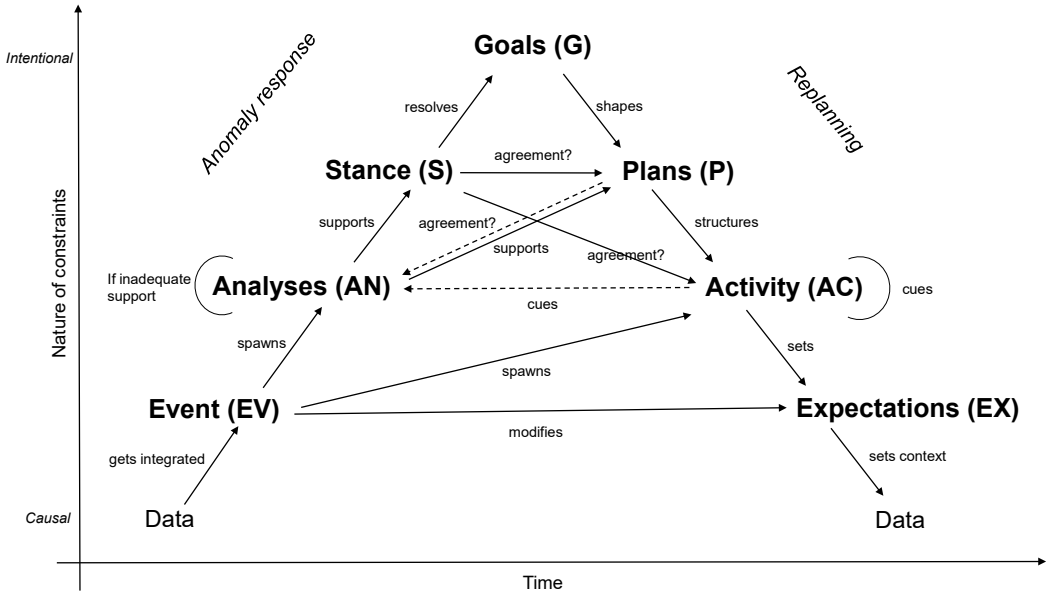 Goals (G)
Intentional
Anomaly response
Replanning
resolves
shapes
agreement?
Stance (S)
Plans (P)
supports
agreement?
structures
supports
agreement?
Nature of constraints
If inadequate
support
Analyses (AN)
Activity (AC)
cues
cues
spawns
sets
spawns
Event (EV)
Expectations (EX)
modifies
gets integrated
sets context
Causal
Data
Data
Time